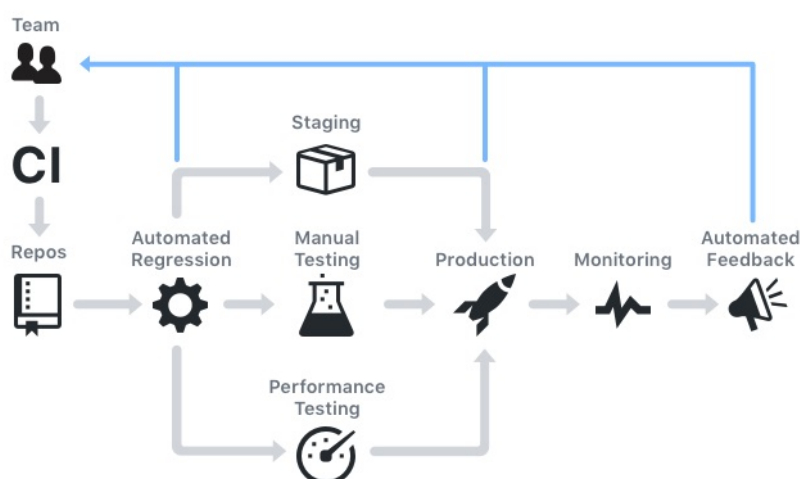 Team
CI
Repos
Automated
Regression
Staging
Manual
Testing
Performance
Testing
Production
Monitoring
Automated
Feedback